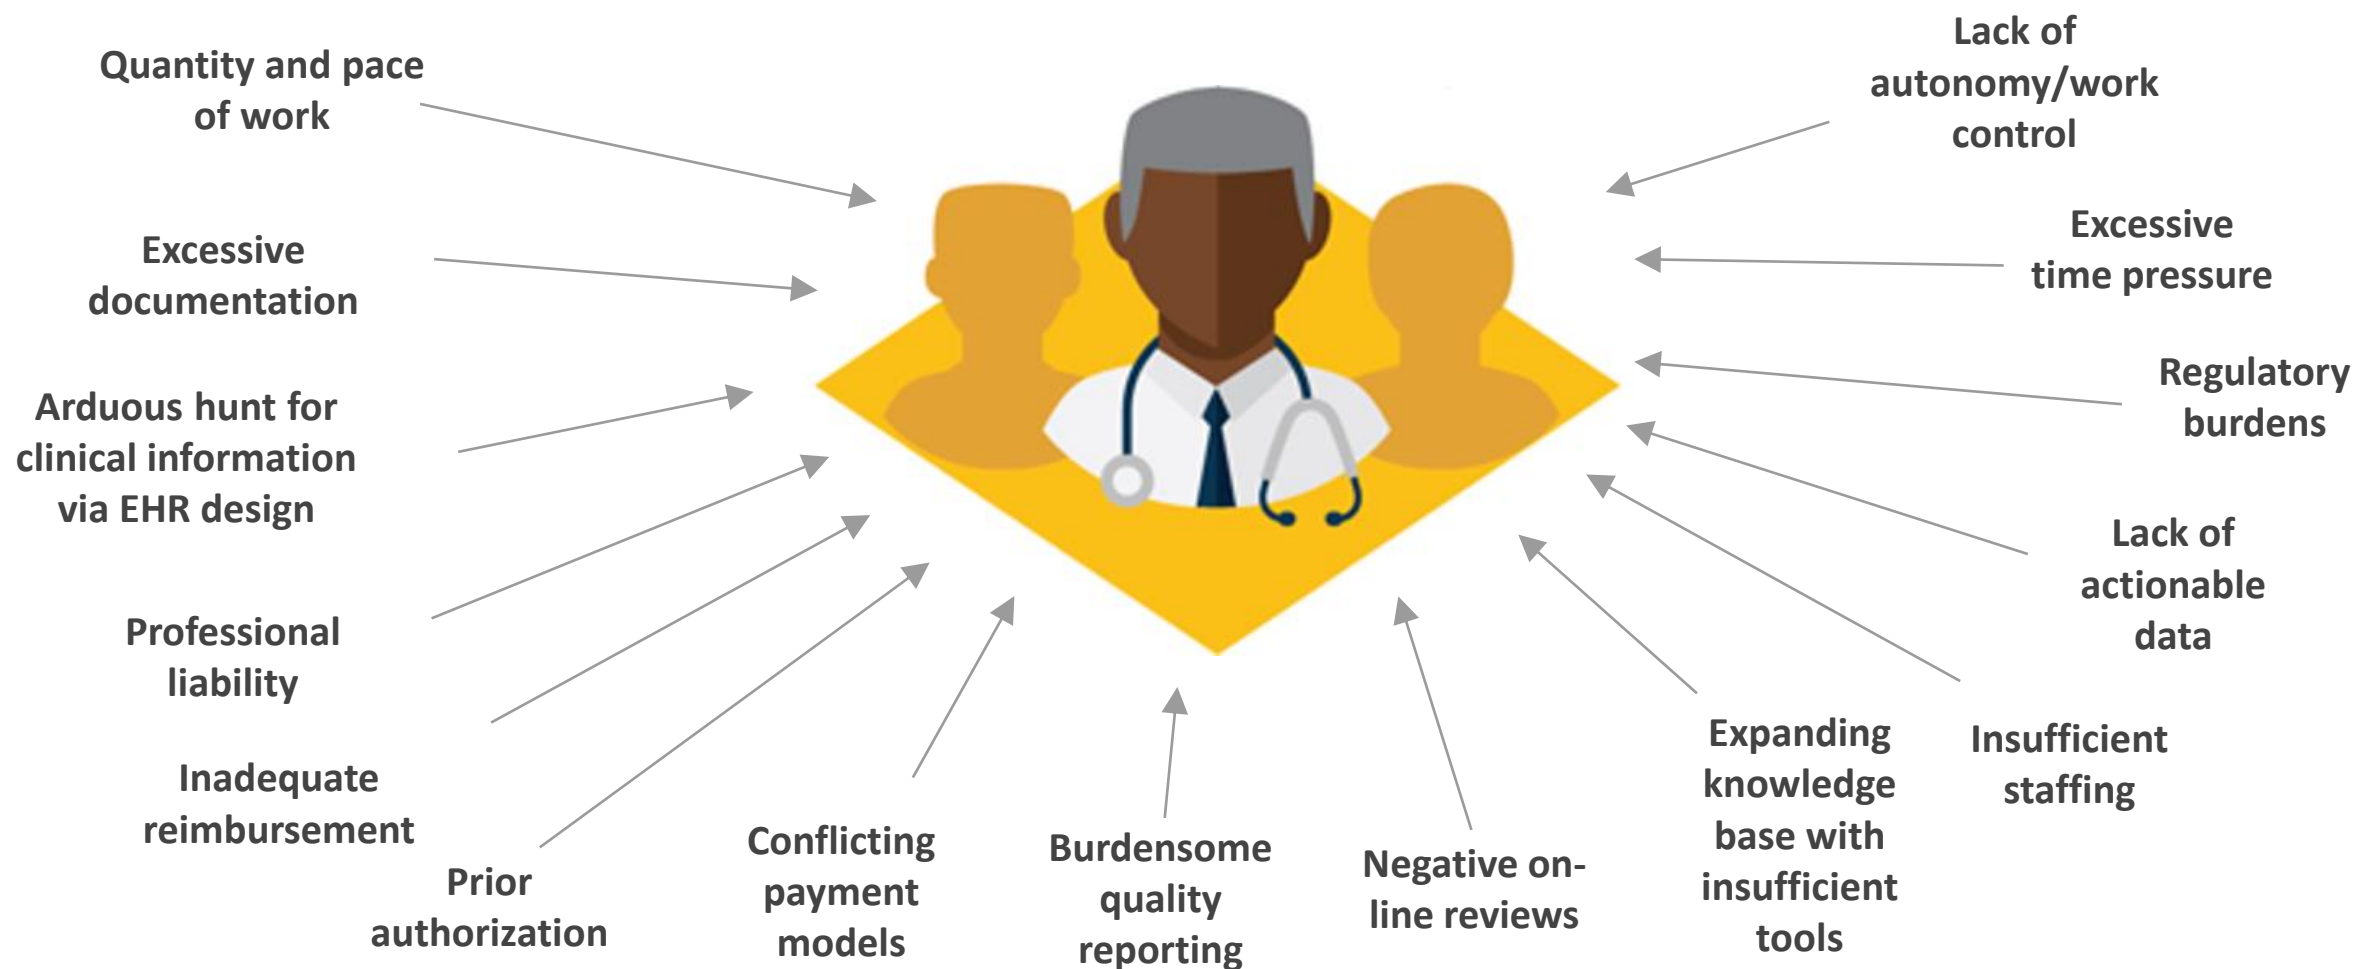 Quantity and pace
of work
Excessive
documentation
Arduous hunt for
clinical information
via EHR design
Professional
liability
Inadequate
reimbursement
Prior
authorization
Conflicting
payment
models
Burdensome
quality
reporting
Negative on-
line reviews
Expanding
knowledge
base with
insufficient
tools
Insufficient
staffing
Lack of
actionable
data
Regulatory
burdens
Excessive
time pressure
Lack of
autonomy/work
control